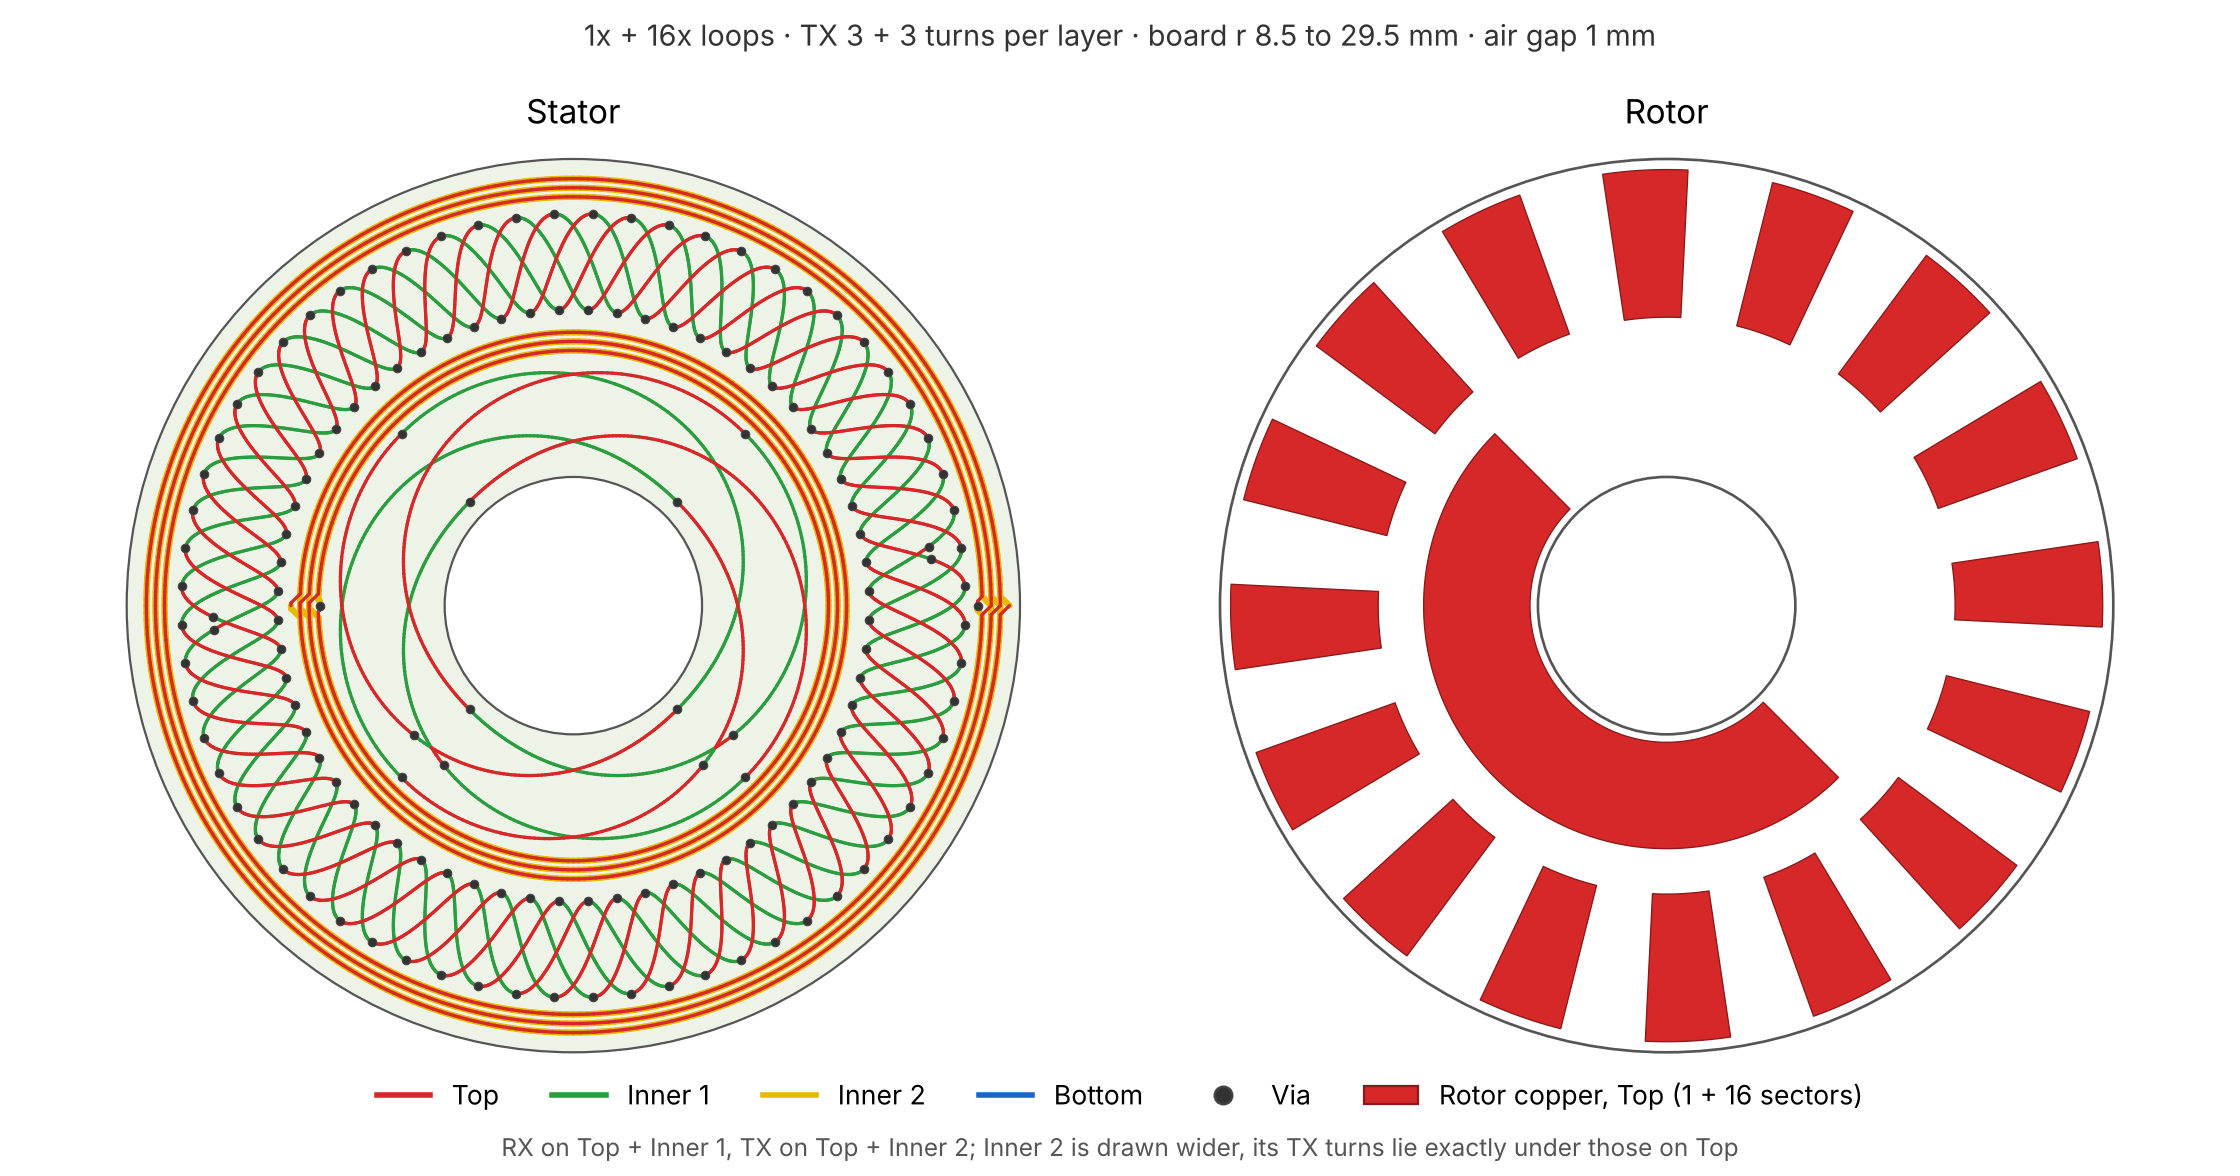 1x + 16x loops · TX 3 + 3 turns per layer · board r 8.5 to 29.5 mm · air gap 1 mm
Stator
Rotor
Top
Inner 1
Inner 2
Bottom
Via
Rotor copper, Top (1 + 16 sectors)
RX on Top + Inner 1, TX on Top + Inner 2; Inner 2 is drawn wider, its TX turns lie exactly under those on Top